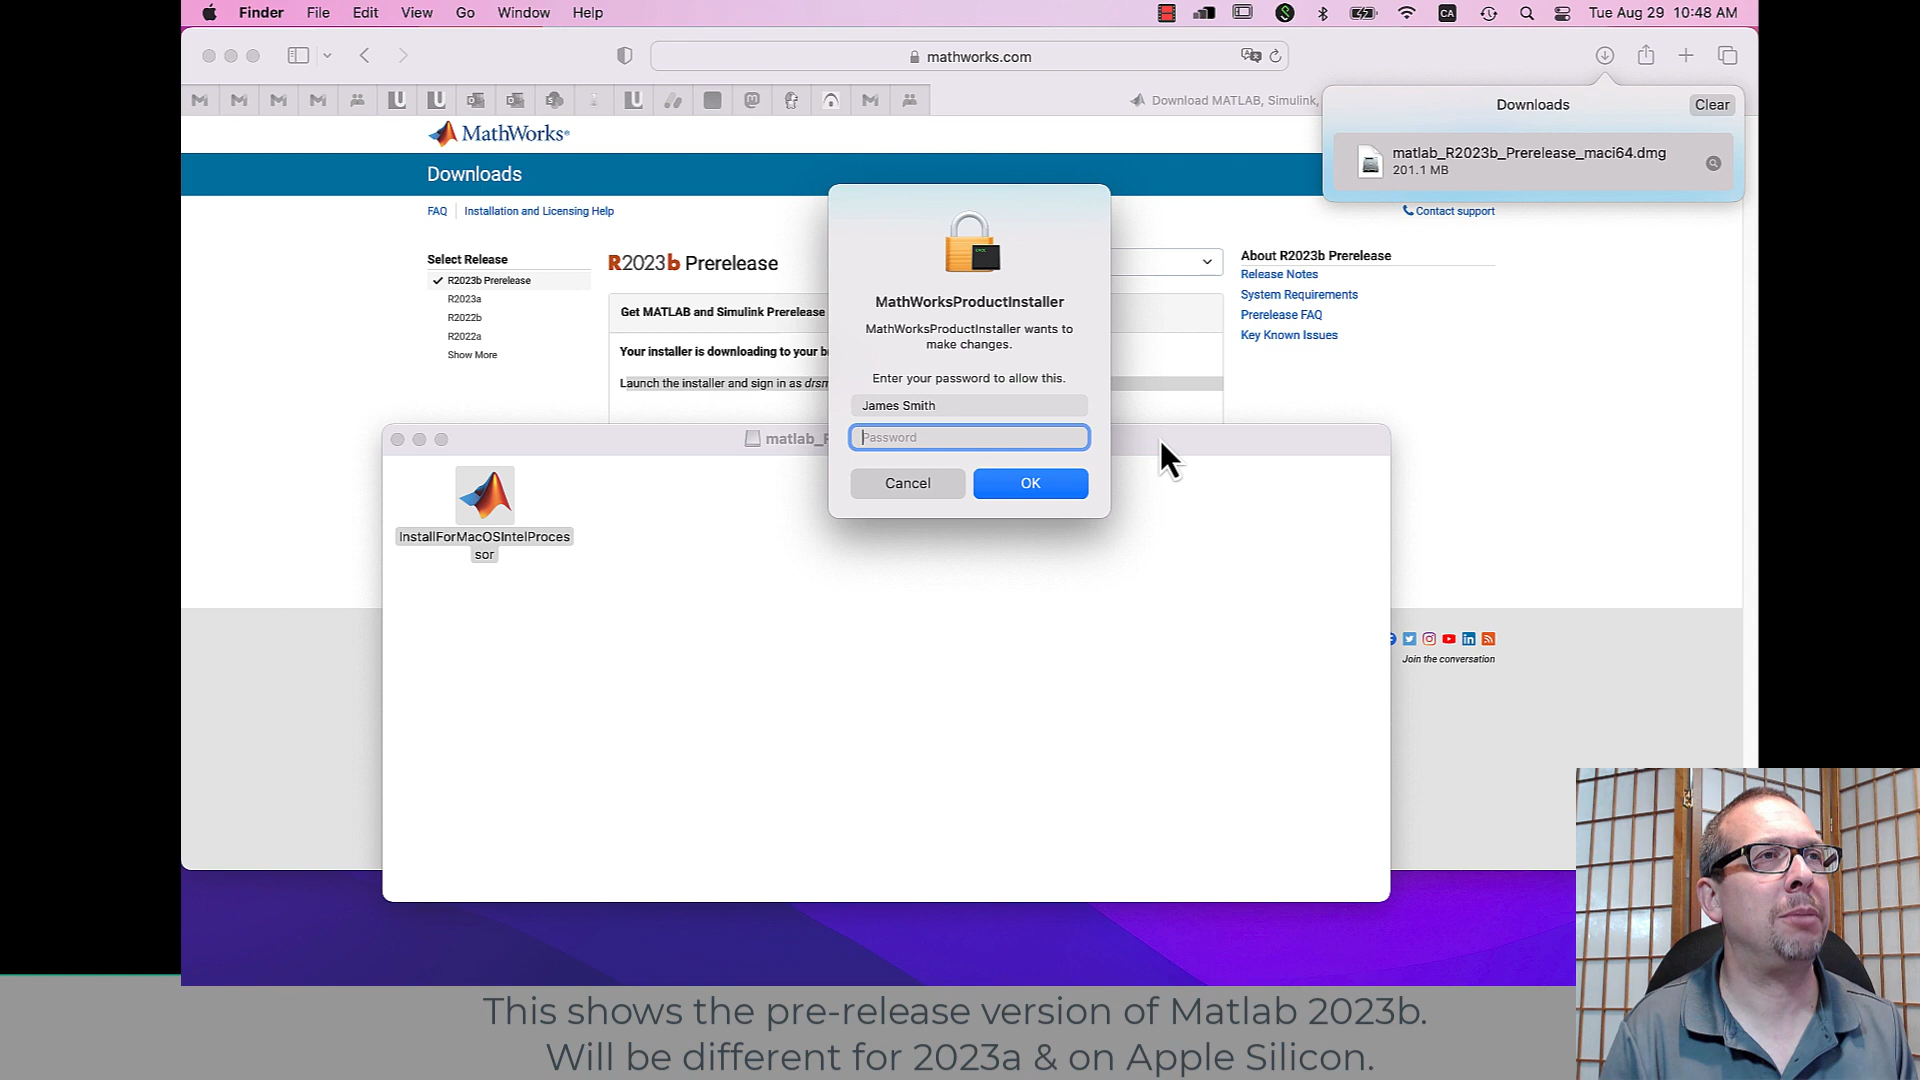 Finder File Edit View Go Window Help
CA
Tue Aug 29 10:48 AM
mathworks.com
Download MATLAB, Simulink,
Downloads
Clear
matlab_R2023b_Prerelease_maci64.dmg
201.1 MB
MathWorks®
Downloads
FAQ
Installation and Licensing Help
Contact support
Select Release
R2023b Prerelease
R2023a
R2022b
R2022a
Show More
R2023b Prerelease
Get MATLAB and Simulink Prerelease
Your installer is downloading to your b
Launch the installer and sign in as drsm
About R2023b Prerelease
Release Notes
System Requirements
Prerelease FAQ
Key Known Issues
MathWorksProductInstaller
MathWorksProductInstaller wants to
make changes.
Enter your password to allow this.
James Smith
Password
Cancel
OK
matlab_R
InstallForMacOSIntelProces
sor
Join the conversation
This shows the pre-release version of Matlab 2023b.
Will be different for 2023a & on Apple Silicon.